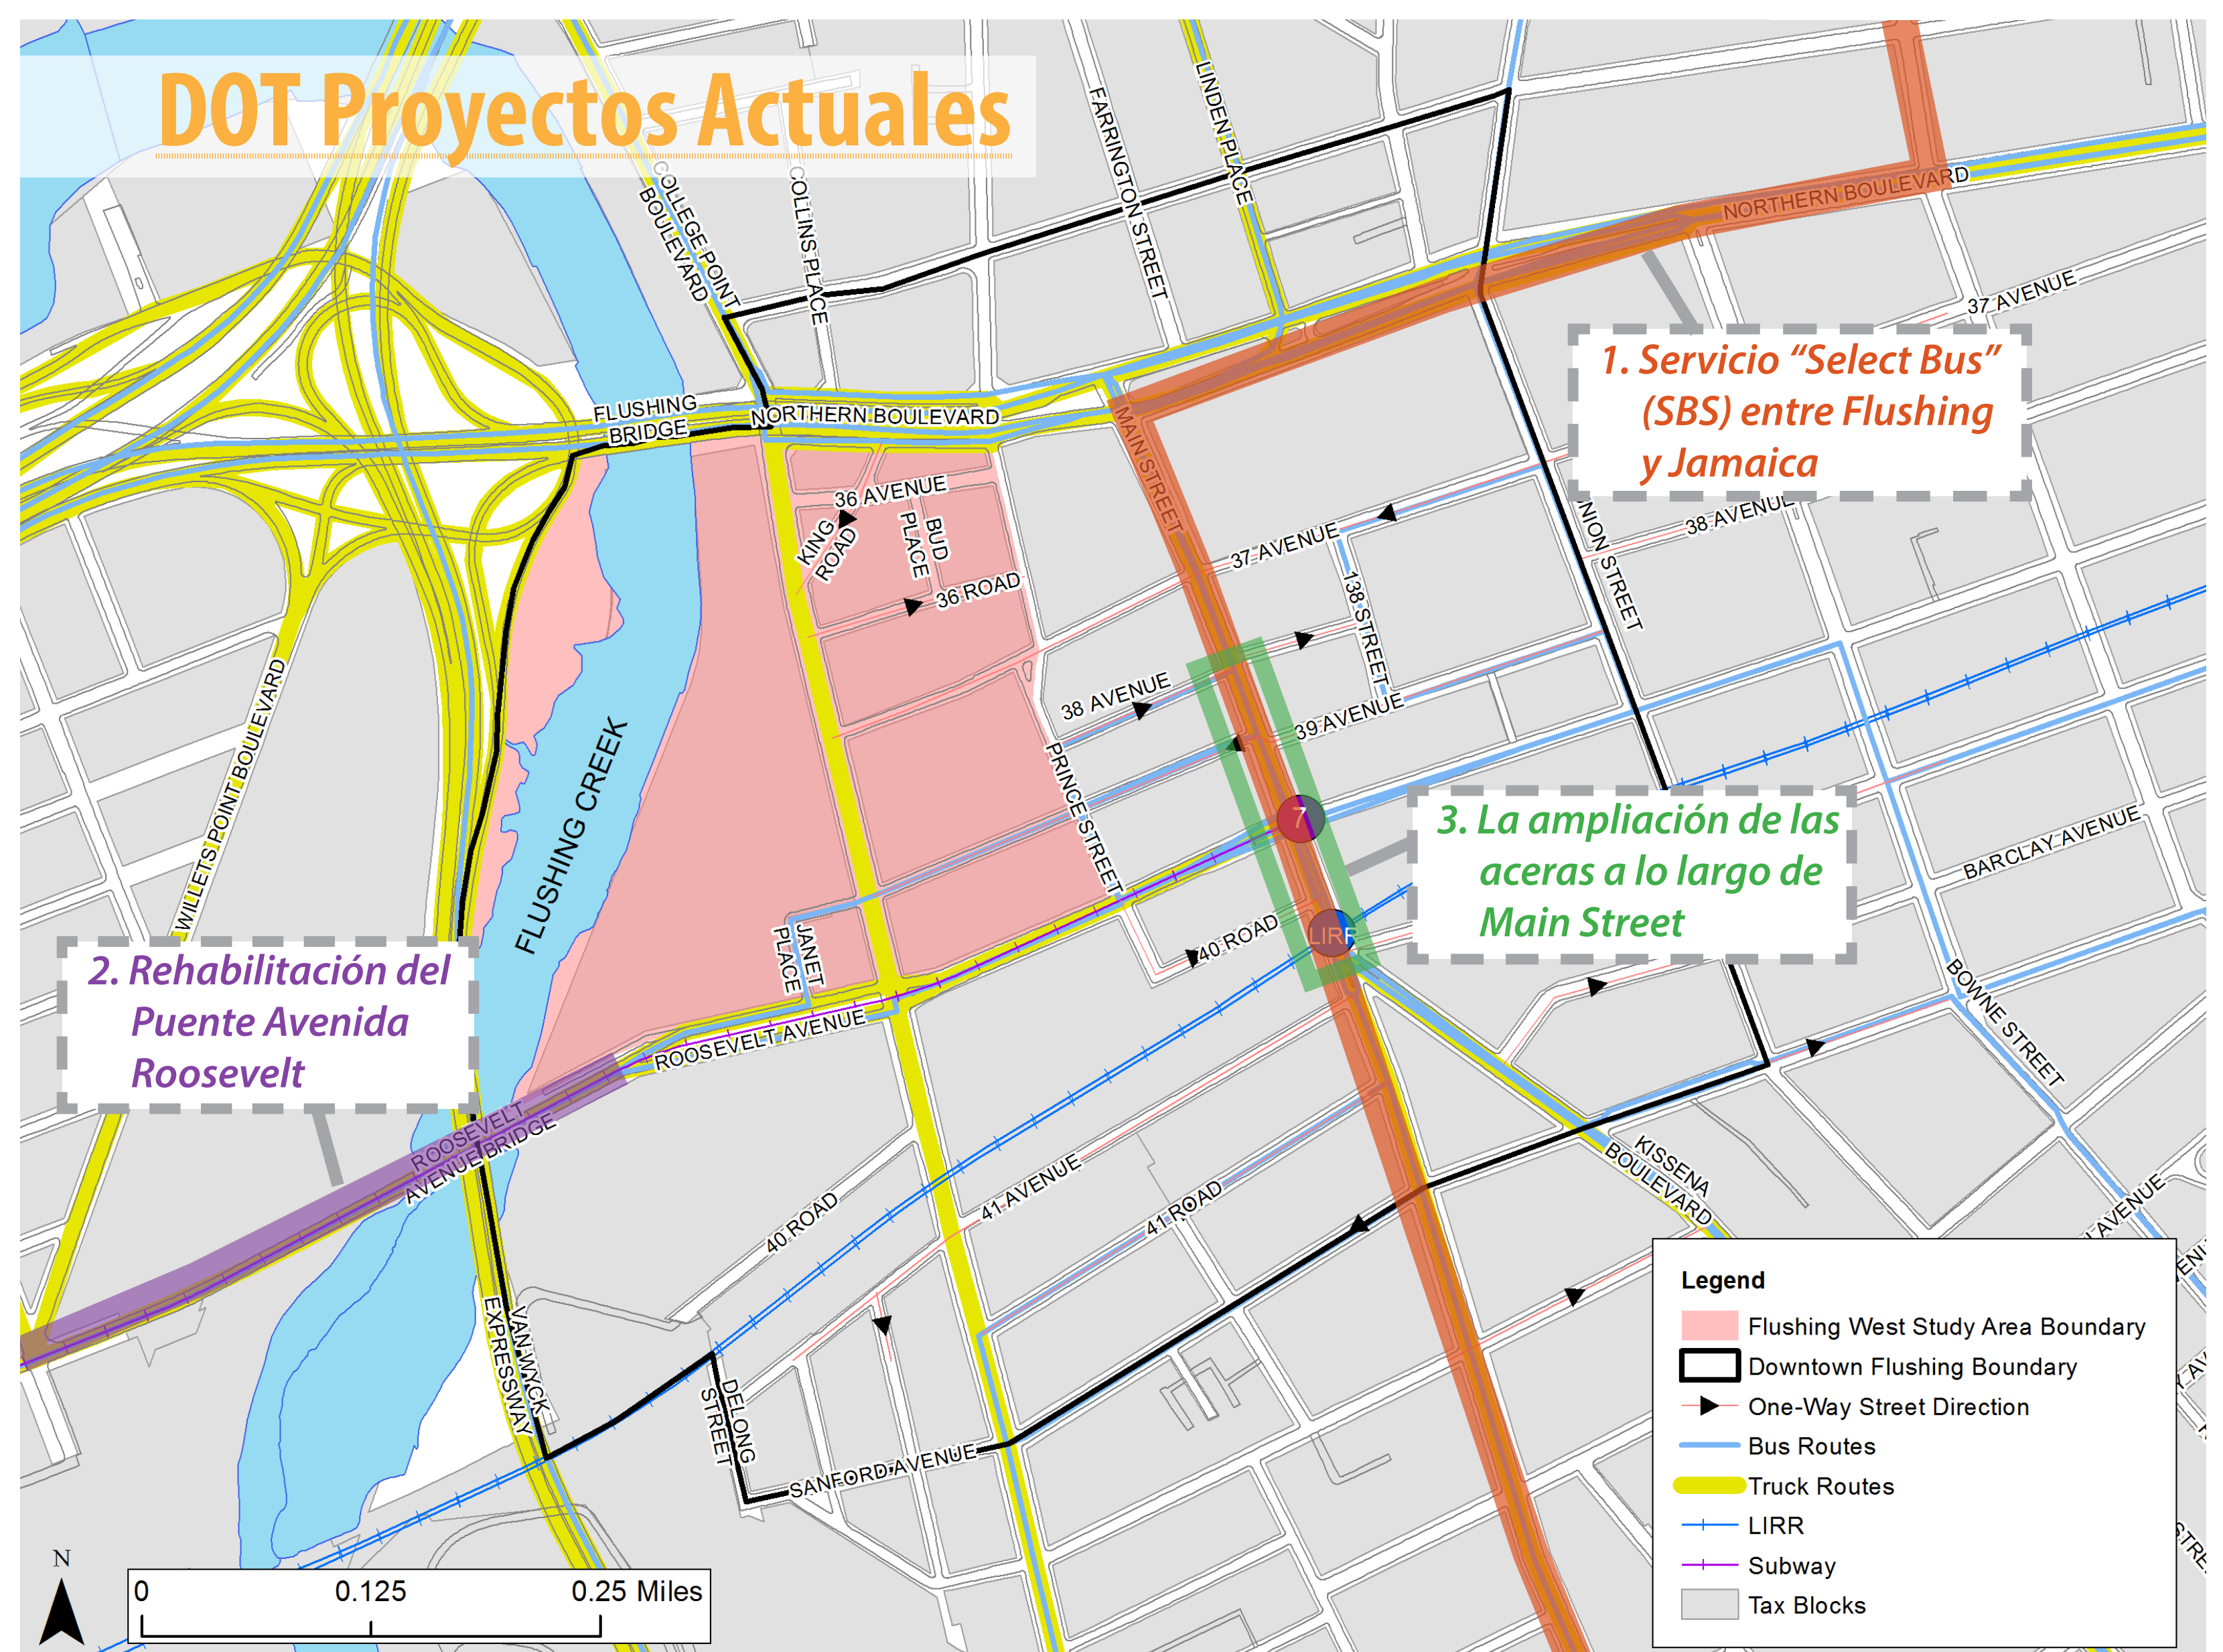 DOT Proyectos Actuales
COLLEGE POINT
BOULEVARD
COLLINS PLACE
FARRINGTON STREET
LINDEN PLACE
NORTHERN BOULEVARD
37 AVENUE
1. Servicio “Select Bus”
(SBS) entre Flushing
y Jamaica
FLUSHING
BRIDGE
NORTHERN BOULEVARD
MAIN STREET
36 AVENUE
KING
ROAD
BUD
PLACE
36 ROAD
37 AVENUE
138 STREET
UNION STREET
38 AVENUE
38 AVENUE
39 AVENUE
PRINCE STREET
WILLETS POINT BOULEVARD
FLUSHING CREEK
7
LIRR
3. La ampliación de las
aceras a lo largo de
Main Street
BARCLAY AVENUE
BOWNE STREET
JANET
PLACE
40 ROAD
2. Rehabilitación del
Puente Avenida
Roosevelt
ROOSEVELT AVENUE
ROOSEVELT
AVENUE BRIDGE
KISSENA
BOULEVARD
AVENUE
40 ROAD
41 AVENUE
41 ROAD
VAN WYCK
EXPRESSWAY
DELONG
STREET
SANFORD AVENUE
Legend
Flushing West Study Area Boundary
Downtown Flushing Boundary
One-Way Street Direction
Bus Routes
Truck Routes
LIRR
Subway
Tax Blocks
N
0 0.125 0.25 Miles